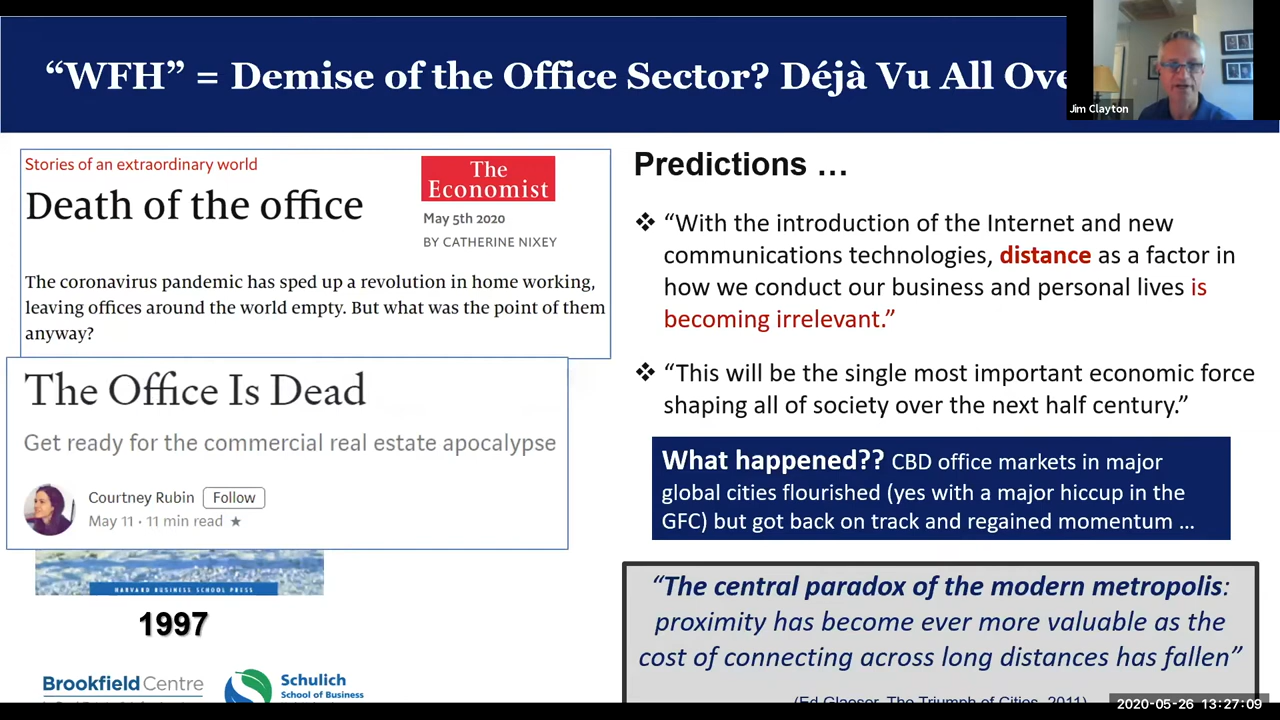 “WFH” = Demise of the Office Sector? Déjà Vu All Ove
Jim Clayton
Stories of an extraordinary world
Death of the office
The
Economist
May 5th 2020
BY CATHERINE NIXEY
The coronavirus pandemic has sped up a revolution in home working,
leaving offices around the world empty. But what was the point of them
anyway?
The Office Is Dead
Get ready for the commercial real estate apocalypse
Courtney Rubin Follow
May 11 · 11 min read ★
HARVARD BUSINESS SCHOOL PRESS
1997
Brookfield Centre
Schulich
School of Business
Predictions …
❖ “With the introduction of the Internet and new
communications technologies, distance as a factor in
how we conduct our business and personal lives is
becoming irrelevant.”
❖ “This will be the single most important economic force
shaping all of society over the next half century.”
What happened?? CBD office markets in major
global cities flourished (yes with a major hiccup in the
GFC) but got back on track and regained momentum …
“The central paradox of the modern metropolis:
proximity has become ever more valuable as the
cost of connecting across long distances has fallen”
(Ed Glaeser, The Triumph of Cities, 2011)
2020-05-26 13:27:09